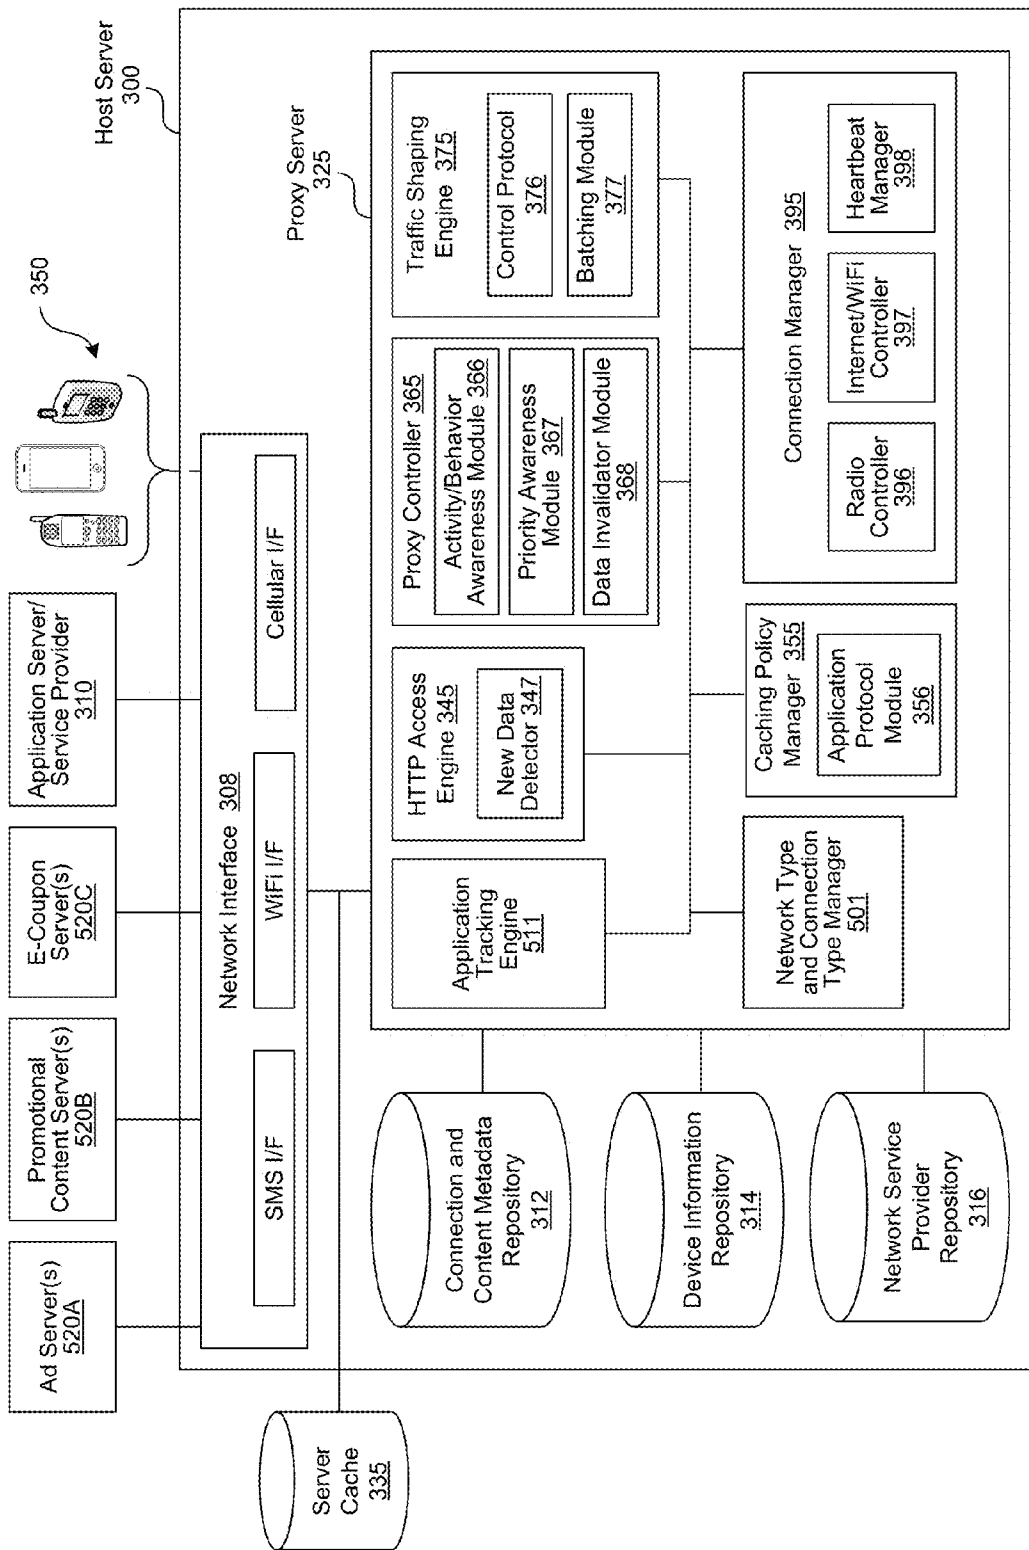 Ad Server(s)
520A
Promotional
Content Server(s)
520B
E-Coupon
Server(s)
520C
Application Server/
Service Provider
310
350
Host Server
300
Network Interface 308
SMS I/F
WiFi I/F
Cellular I/F
Server
Cache
335
Proxy Server
325
Connection and
Content Metadata
Repository
312
Device Information
Repository
314
Network Service
Provider
Repository
316
Application
Tracking
Engine
511
HTTP Access
Engine 345
New Data
Detector 347
Proxy Controller 365
Activity/Behavior
Awareness Module 366
Priority Awareness
Module 367
Data Invalidator Module
368
Traffic Shaping
Engine 375
Control Protocol
376
Batching Module
377
Network Type
and Connection
Type Manager
501
Caching Policy
Manager 355
Application
Protocol
Module
356
Connection Manager 395
Radio
Controller
396
Internet/WiFi
Controller
397
Heartbeat
Manager
398